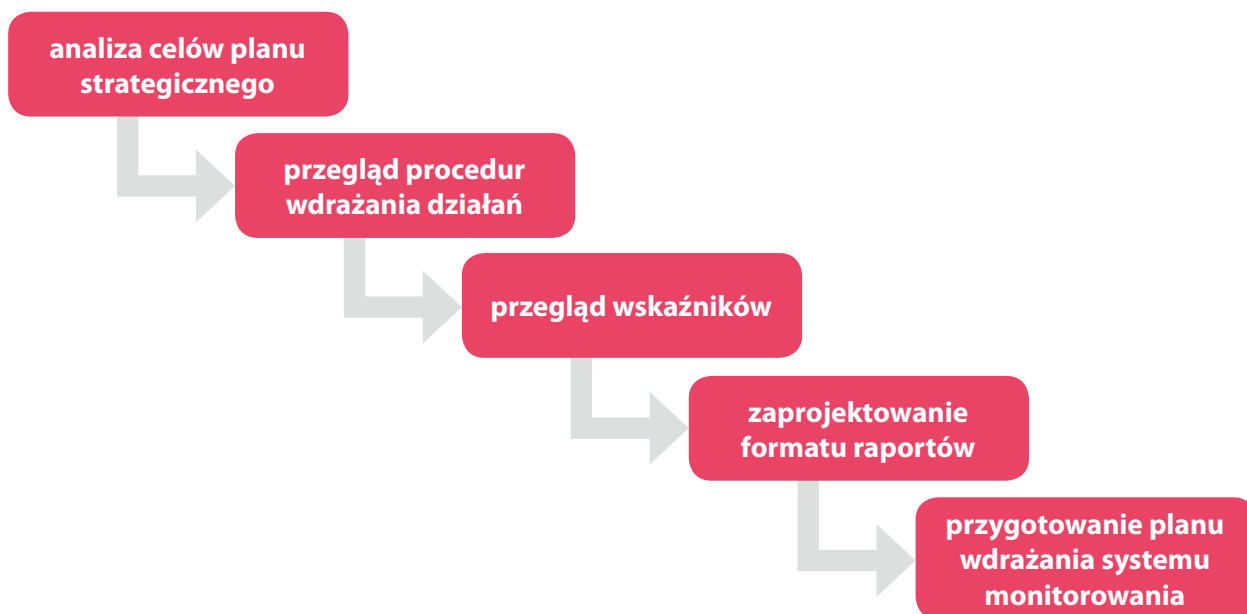 analiza celów planu
strategicznego
przegląd procedur
wdrażania działań
przegląd wskaźników
zaprojektowanie
formatu raportów
przygotowanie planu
wdrażania systemu
monitorowania